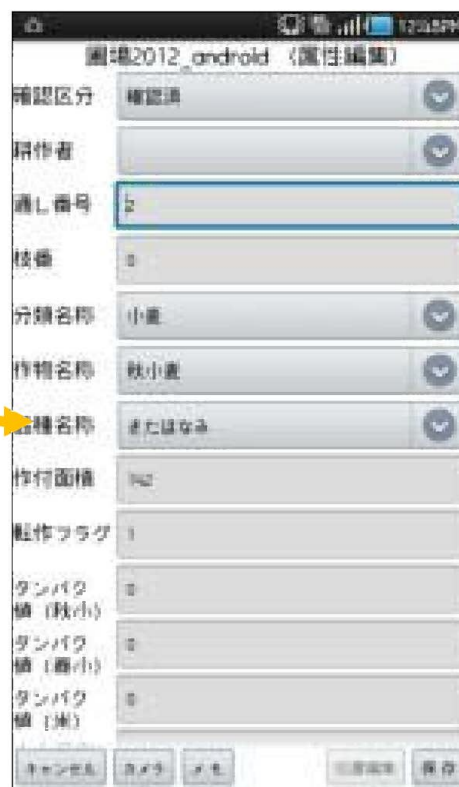 圃場2012_android （属性編集）
確認区分 確認済
耕作者
通し番号 2
枝番 0
分類名称 小麦
作物名称 秋小麦
品種名称 きたほなみ
作付面積
転作フラグ 1
タンパク
値（秋小） 0
タンパク
値（春小） 0
タンパク
値（米） 0
キャンセル カメラ メモ 保存